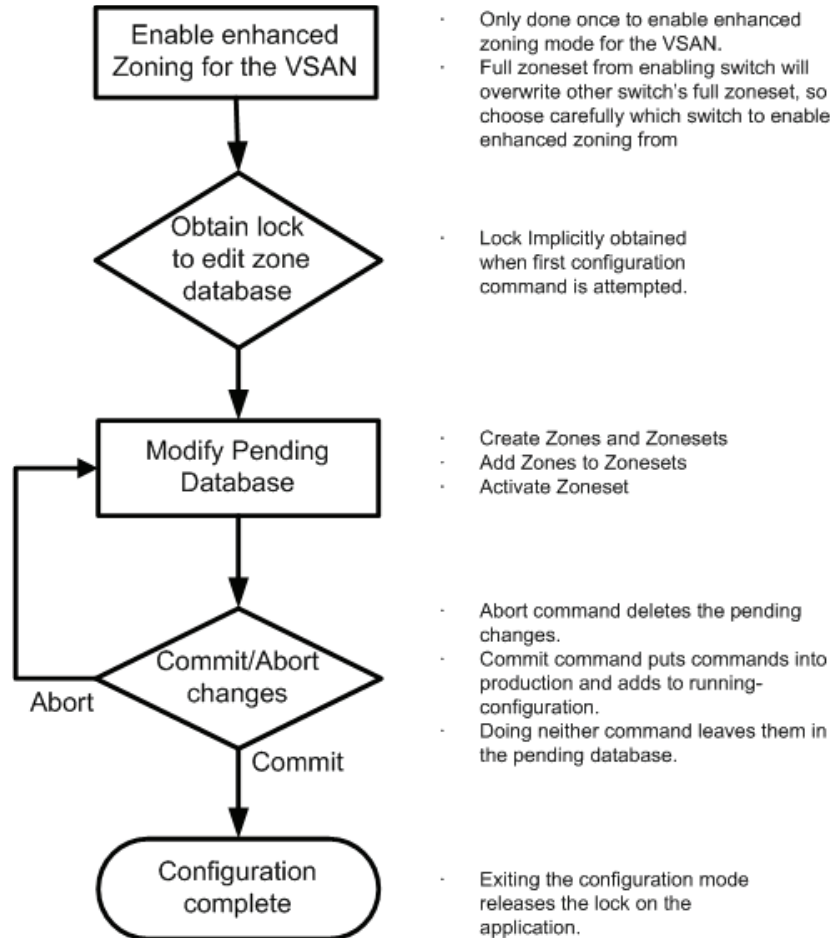 Enable enhanced
Zoning for the VSAN
· Only done once to enable enhanced
zoning mode for the VSAN.
· Full zoneset from enabling switch will
overwrite other switch's full zoneset, so
choose carefully which switch to enable
enhanced zoning from
Obtain lock
to edit zone
database
· Lock Implicitly obtained
when first configuration
command is attempted.
Modify Pending
Database
· Create Zones and Zonesets
· Add Zones to Zonesets
· Activate Zoneset
Commit/Abort
changes
Abort
Commit
· Abort command deletes the pending
changes.
· Commit command puts commands into
production and adds to running-
configuration.
· Doing neither command leaves them in
the pending database.
Configuration
complete
· Exiting the configuration mode
releases the lock on the
application.